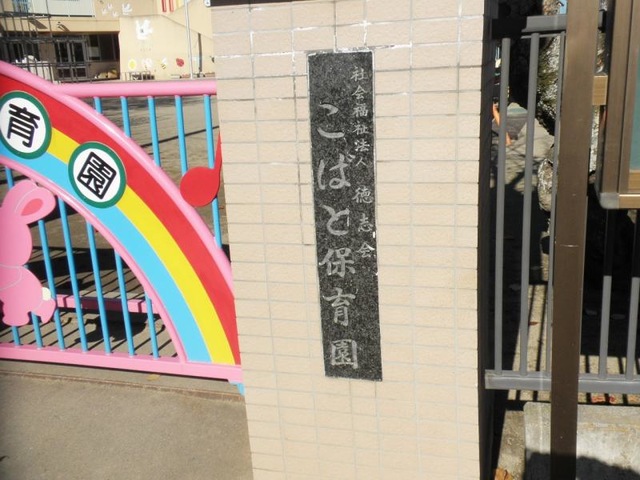 社会福祉法人 徳志会
こばと保育園
育園